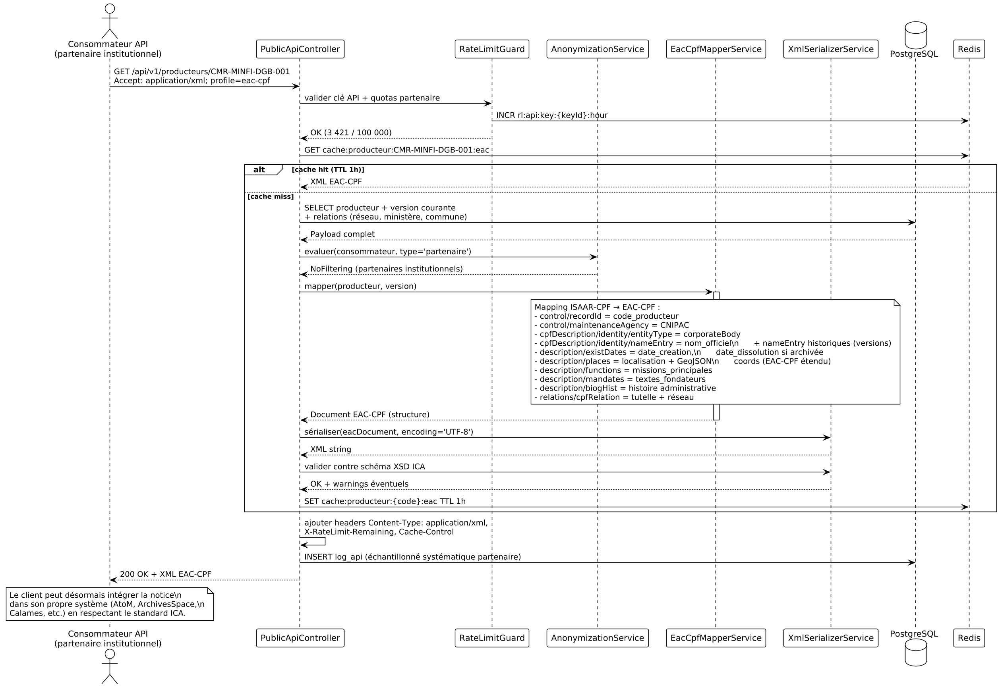 Consommateur API
(partenaire institutionnel)
PublicApiController
RateLimitGuard
AnonymizationService
EacCpfMapperService
XmlSerializerService
PostgreSQL
Redis
GET /api/v1/producteurs/CMR-MINFI-DGB-001
Accept: application/xml; profile=eac-cpf
valider clé API + quotas partenaire
INCR rl:api:key:{keyId}:hour
OK (3 421 / 100 000)
GET cache:producteur:CMR-MINFI-DGB-001:eac
alt
[cache hit (TTL 1h)]
XML EAC-CPF
[cache miss]
SELECT producteur + version courante
+ relations (réseau, ministère, commune)
Payload complet
evaluer(consommateur, type='partenaire')
NoFiltering (partenaires institutionnels)
mapper(producteur, version)
Mapping ISAAR-CPF → EAC-CPF :
- control/recordId = code_producteur
- control/maintenanceAgency = CNIPAC
- cpfDescription/identity/entityType = corporateBody
- cpfDescription/identity/nameEntry = nom_officiel\n      + nameEntry historiques (versions)
- description/existDates = date_creation,\n      date_dissolution si archivée
- description/places = localisation + GeoJSON\n      coords (EAC-CPF étendu)
- description/functions = missions_principales
- description/mandates = textes_fondateurs
- description/biogHist = histoire administrative
- relations/cpfRelation = tutelle + réseau
Document EAC-CPF (structure)
sérialiser(eacDocument, encoding='UTF-8')
XML string
valider contre schéma XSD ICA
OK + warnings éventuels
SET cache:producteur:{code}:eac TTL 1h
ajouter headers Content-Type: application/xml,
X-RateLimit-Remaining, Cache-Control
INSERT log_api (échantillonné systématique partenaire)
200 OK + XML EAC-CPF
Le client peut désormais intégrer la notice\n
dans son propre système (AtoM, ArchivesSpace,\n
Calames, etc.) en respectant le standard ICA.
Consommateur API
(partenaire institutionnel)
PublicApiController
RateLimitGuard
AnonymizationService
EacCpfMapperService
XmlSerializerService
PostgreSQL
Redis